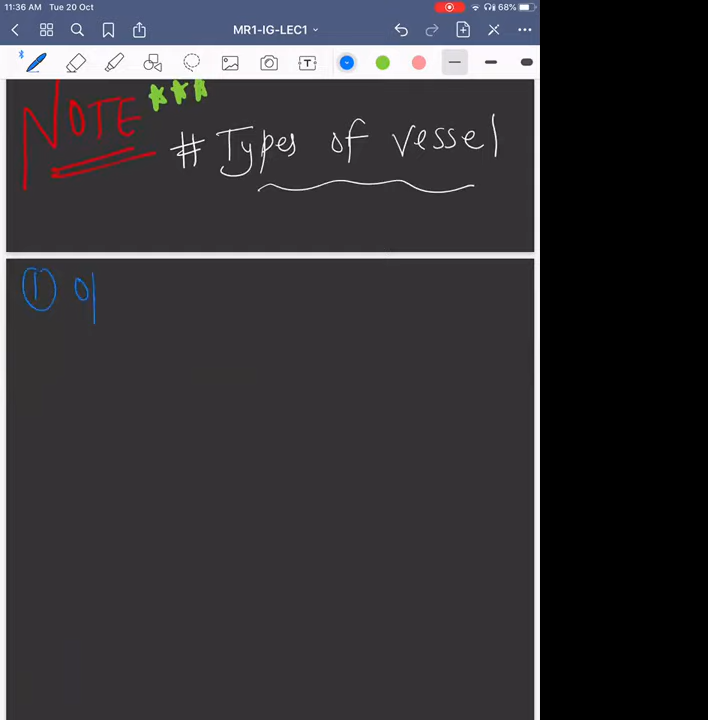 11:36 AM Tue 20 Oct 68%
MR1-IG-LEC1
T
NOTE
# Types of vessel
① o